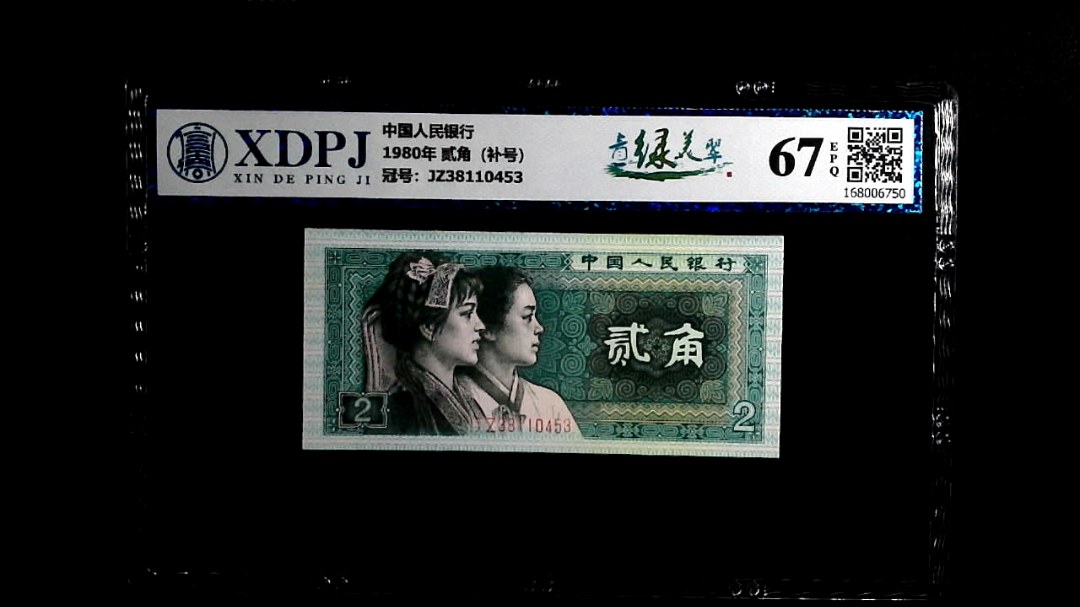 XDPJ
XIN DE PING JI
中国人民银行
1980年 贰角（补号）
冠号：JZ38110453
青绿美翠
67
EPQ
168006750
中国人民银行
贰角
2
2
JZ38110453